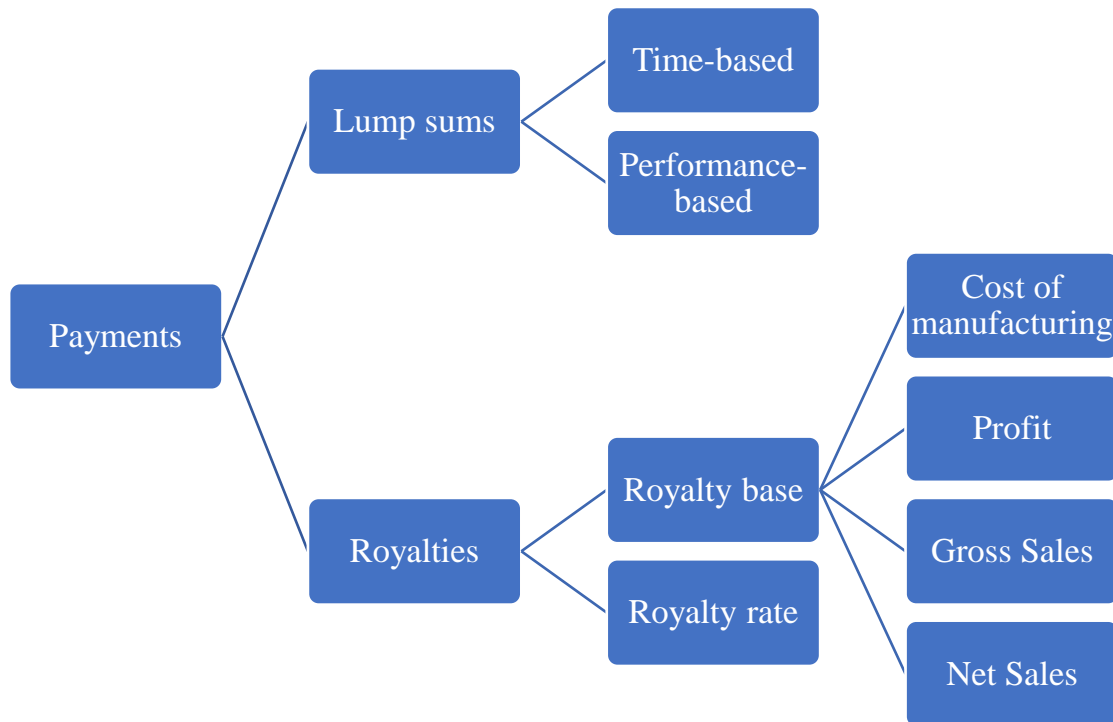 Payments
Lump sums
Time-based
Performance-
based
Royalties
Royalty base
Cost of
manufacturing
Profit
Gross Sales
Net Sales
Royalty rate